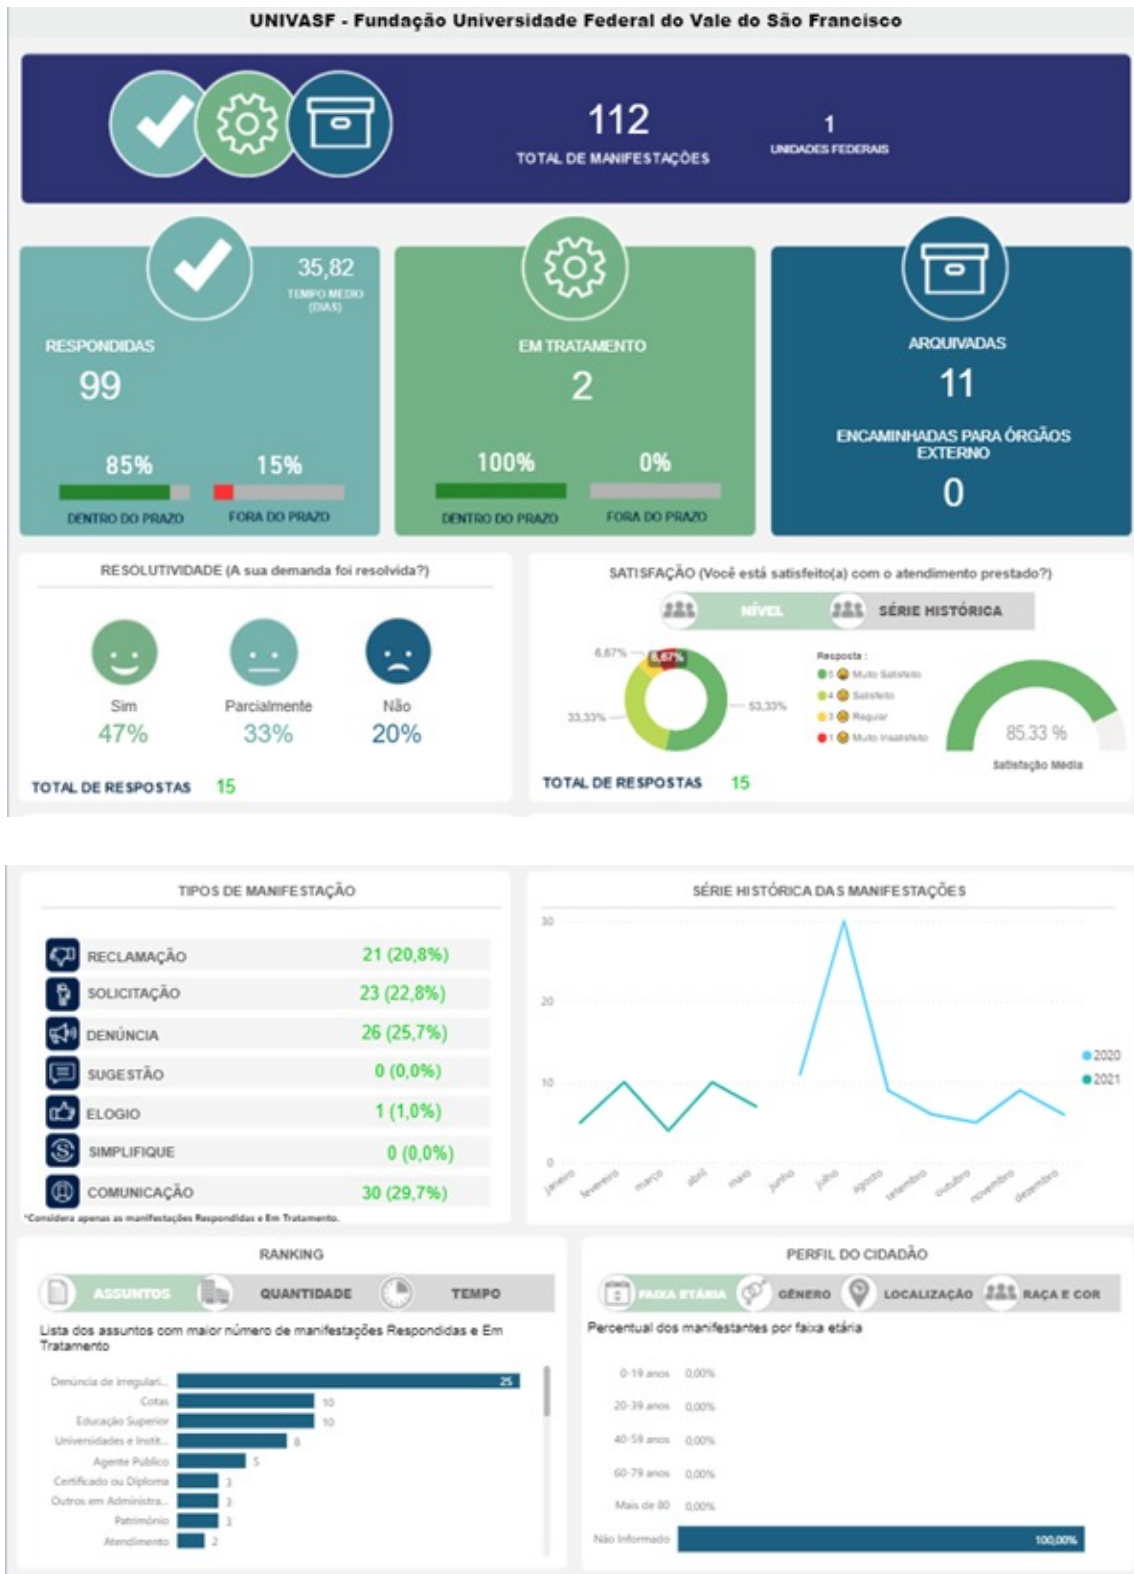 UNIVASF - Fundação Universidade Federal do Vale do São Francisco
112
TOTAL DE MANIFESTAÇÕES
1
UNIDADES FEDERAIS
35,82
TEMPO MEDIO
(DIAS)
RESPONDIDAS
99
85%
15%
DENTRO DO PRAZO
FORA DO PRAZO
EM TRATAMENTO
2
100%
0%
DENTRO DO PRAZO
FORA DO PRAZO
ARQUIVADAS
11
ENCAMINHADAS PARA ÓRGÃOS
EXTERNO
0
RESOLUTIVIDADE (A sua demanda foi resolvida?)
Sim
Parcialmente
Não
47%
33%
20%
TOTAL DE RESPOSTAS 15
SATISFAÇÃO (Você está satisfeito(a) com o atendimento prestado?)
NÍVEL
SÉRIE HISTÓRICA
6,67%
6,67%
33,33%
53,33%
Resposta :
5 Muito Satisfeito
4 Satisfeito
3 Regular
1 Muito Insatisfeito
85.33 %
Satisfação Média
TOTAL DE RESPOSTAS 15
TIPOS DE MANIFESTAÇÃO
RECLAMAÇÃO 21 (20,8%)
SOLICITAÇÃO 23 (22,8%)
DENÚNCIA 26 (25,7%)
SUGESTÃO 0 (0,0%)
ELOGIO 1 (1,0%)
SIMPLIFIQUE 0 (0,0%)
COMUNICAÇÃO 30 (29,7%)
*Considera apenas as manifestações Respondidas e Em Tratamento.
SÉRIE HISTÓRICA DAS MANIFESTAÇÕES
30
20
10
0
2020
2021
janeiro fevereiro março abril maio junho julho agosto setembro outubro novembro dezembro
RANKING
ASSUNTOS
QUANTIDADE
TEMPO
Lista dos assuntos com maior número de manifestações Respondidas e Em
Tratamento
Denúncia de irregulari... 25
Cotas 10
Educação Superior 10
Universidades e Instit... 8
Agente Publico 5
Certificado ou Diploma 3
Outros em Administra... 3
Patrimônio 3
Atendimento 2
PERFIL DO CIDADÃO
FAIXA ETÁRIA
GÊNERO
LOCALIZAÇÃO
RAÇA E COR
Percentual dos manifestantes por faixa etária
0-19 anos 0,00%
20-39 anos 0,00%
40-59 anos 0,00%
60-79 anos 0,00%
Mais de 80 0,00%
Não Informado 100,00%